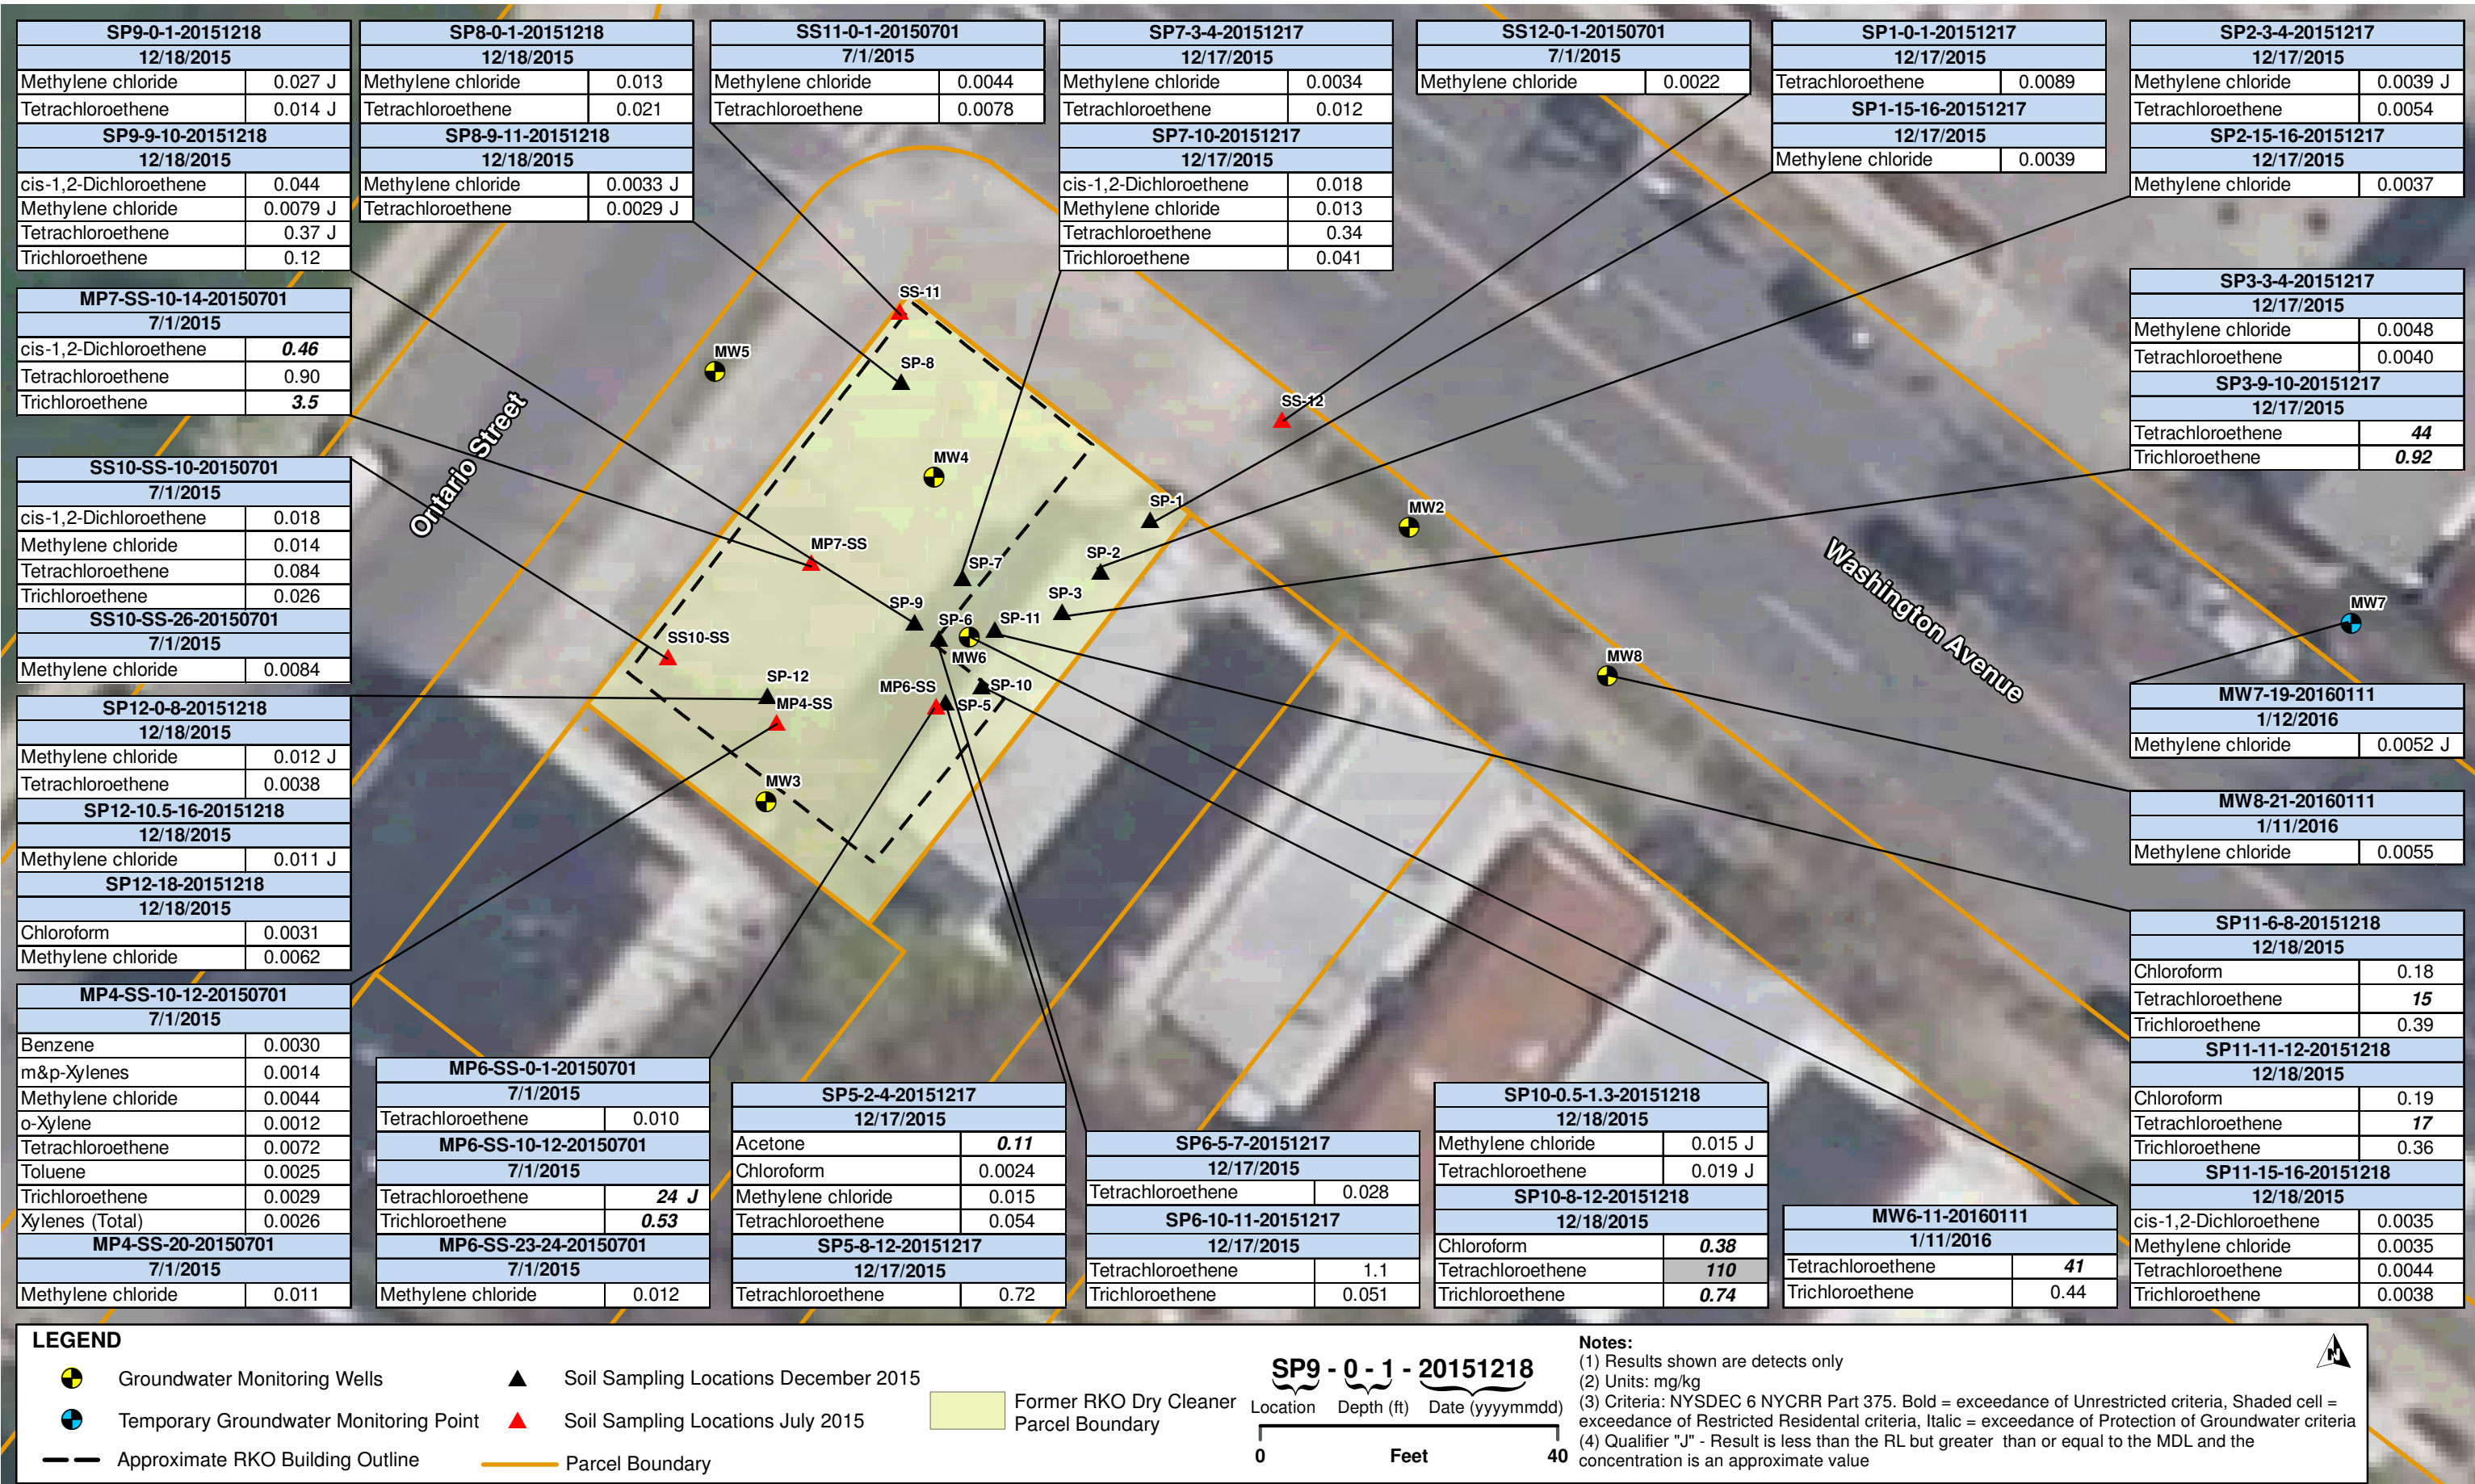 SP9-0-1-20151218
12/18/2015
Methylene chloride 0.027 J
Tetrachloroethene 0.014 J
SP9-9-10-20151218
12/18/2015
cis-1,2-Dichloroethene 0.044
Methylene chloride 0.0079 J
Tetrachloroethene 0.37 J
Trichloroethene 0.12
SP8-0-1-20151218
12/18/2015
Methylene chloride 0.013
Tetrachloroethene 0.021
SP8-9-11-20151218
12/18/2015
Methylene chloride 0.0033 J
Tetrachloroethene 0.0029 J
SS11-0-1-20150701
7/1/2015
Methylene chloride 0.0044
Tetrachloroethene 0.0078
SP7-3-4-20151217
12/17/2015
Methylene chloride 0.0034
Tetrachloroethene 0.012
SP7-10-20151217
12/17/2015
cis-1,2-Dichloroethene 0.018
Methylene chloride 0.013
Tetrachloroethene 0.34
Trichloroethene 0.041
SS12-0-1-20150701
7/1/2015
Methylene chloride 0.0022
SP1-0-1-20151217
12/17/2015
Tetrachloroethene 0.0089
SP1-15-16-20151217
12/17/2015
Methylene chloride 0.0039
SP2-3-4-20151217
12/17/2015
Methylene chloride 0.0039 J
Tetrachloroethene 0.0054
SP2-15-16-20151217
12/17/2015
Methylene chloride 0.0037
SP3-3-4-20151217
12/17/2015
Methylene chloride 0.0048
Tetrachloroethene 0.0040
SP3-9-10-20151217
12/17/2015
Tetrachloroethene 44
Trichloroethene 0.92
MP7-SS-10-14-20150701
7/1/2015
cis-1,2-Dichloroethene 0.46
Tetrachloroethene 0.90
Trichloroethene 3.5
SS10-SS-10-20150701
7/1/2015
cis-1,2-Dichloroethene 0.018
Methylene chloride 0.014
Tetrachloroethene 0.084
Trichloroethene 0.026
SS10-SS-26-20150701
7/1/2015
Methylene chloride 0.0084
SP12-0-8-20151218
12/18/2015
Methylene chloride 0.012 J
Tetrachloroethene 0.0038
SP12-10.5-16-20151218
12/18/2015
Methylene chloride 0.011 J
SP12-18-20151218
12/18/2015
Chloroform 0.0031
Methylene chloride 0.0062
MP4-SS-10-12-20150701
7/1/2015
Benzene 0.0030
m&p-Xylenes 0.0014
Methylene chloride 0.0044
o-Xylene 0.0012
Tetrachloroethene 0.0072
Toluene 0.0025
Trichloroethene 0.0029
Xylenes (Total) 0.0026
MP4-SS-20-20150701
7/1/2015
Methylene chloride 0.011
SS-11
SP-8
MW5
Ontario Street
MW4
SS-12
SP-1
MW2
MP7-SS
SP-7
SP-2
SP-3
SP-9
SP-6
SP-11
MW6
SS10-SS
SP-12
MP4-SS
MP6-SS
SP-10
SP-5
MW3
MW8
Washington Avenue
MW7
MW7-19-20160111
1/12/2016
Methylene chloride 0.0052 J
MW8-21-20160111
1/11/2016
Methylene chloride 0.0055
MP6-SS-0-1-20150701
7/1/2015
Tetrachloroethene 0.010
MP6-SS-10-12-20150701
7/1/2015
Tetrachloroethene 24 J
Trichloroethene 0.53
MP6-SS-23-24-20150701
7/1/2015
Methylene chloride 0.012
SP5-2-4-20151217
12/17/2015
Acetone 0.11
Chloroform 0.0024
Methylene chloride 0.015
Tetrachloroethene 0.054
SP5-8-12-20151217
12/17/2015
Tetrachloroethene 0.72
SP6-5-7-20151217
12/17/2015
Tetrachloroethene 0.028
SP6-10-11-20151217
12/17/2015
Tetrachloroethene 1.1
Trichloroethene 0.051
SP10-0.5-1.3-20151218
12/18/2015
Methylene chloride 0.015 J
Tetrachloroethene 0.019 J
SP10-8-12-20151218
12/18/2015
Chloroform 0.38
Tetrachloroethene 110
Trichloroethene 0.74
MW6-11-20160111
1/11/2016
Tetrachloroethene 41
Trichloroethene 0.44
SP11-6-8-20151218
12/18/2015
Chloroform 0.18
Tetrachloroethene 15
Trichloroethene 0.39
SP11-11-12-20151218
12/18/2015
Chloroform 0.19
Tetrachloroethene 17
Trichloroethene 0.36
SP11-15-16-20151218
12/18/2015
cis-1,2-Dichloroethene 0.0035
Methylene chloride 0.0035
Tetrachloroethene 0.0044
Trichloroethene 0.0038
LEGEND
Groundwater Monitoring Wells
Temporary Groundwater Monitoring Point
Approximate RKO Building Outline
Soil Sampling Locations December 2015
Soil Sampling Locations July 2015
Parcel Boundary
Former RKO Dry Cleaner
Parcel Boundary
SP9 - 0 - 1 - 20151218
Location Depth (ft) Date (yyyymmdd)
0 Feet 40
Notes:
(1) Results shown are detects only
(2) Units: mg/kg
(3) Criteria: NYSDEC 6 NYCRR Part 375. Bold = exceedance of Unrestricted criteria, Shaded cell =
exceedance of Restricted Residental criteria, Italic = exceedance of Protection of Groundwater criteria
(4) Qualifier "J" - Result is less than the RL but greater than or equal to the MDL and the
concentration is an approximate value
N